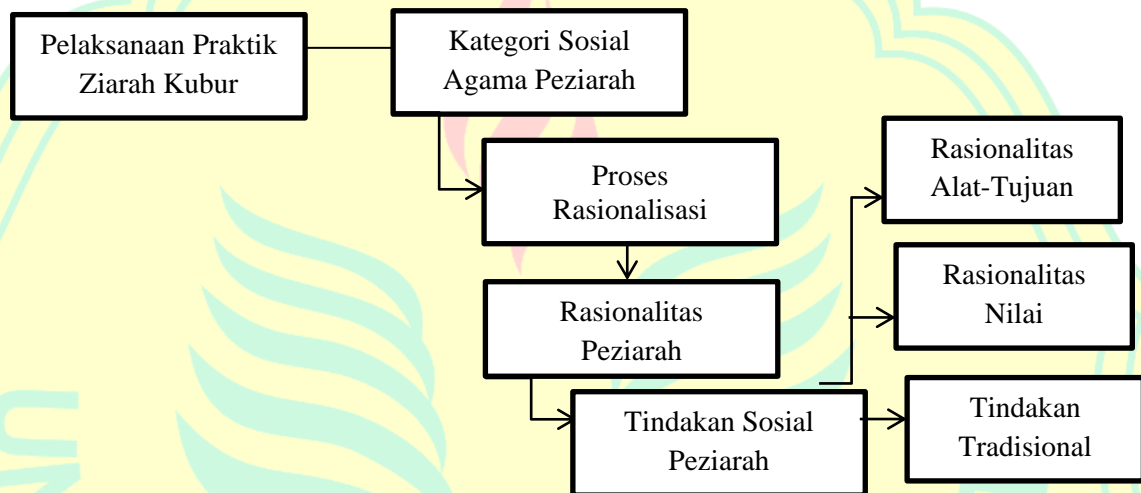 Pelaksanaan Praktik
Ziarah Kubur
Kategori Sosial
Agama Peziarah
Proses
Rasionalisasi
Rasionalitas
Alat-Tujuan
Rasionalitas
Nilai
Rasionalitas
Peziarah
Tindakan Sosial
Peziarah
Tindakan
Tradisional